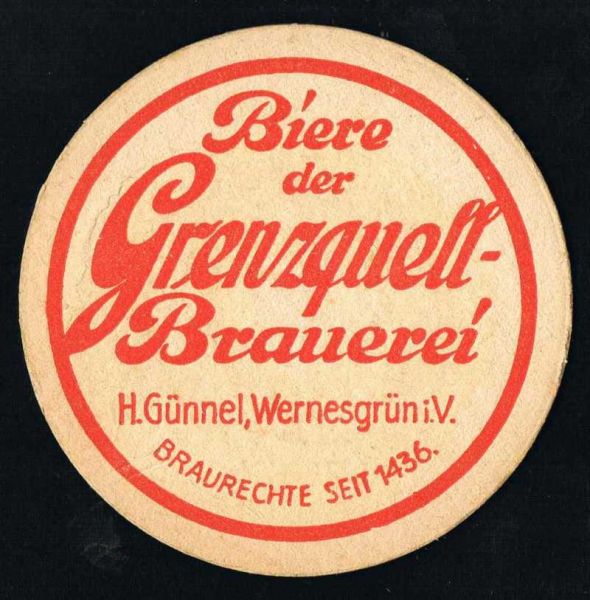 Biere
der
Grenzquell-
Brauerei
H.Günnel, Wernesgrün i.V.
BRAURECHTE SEIT 1436.